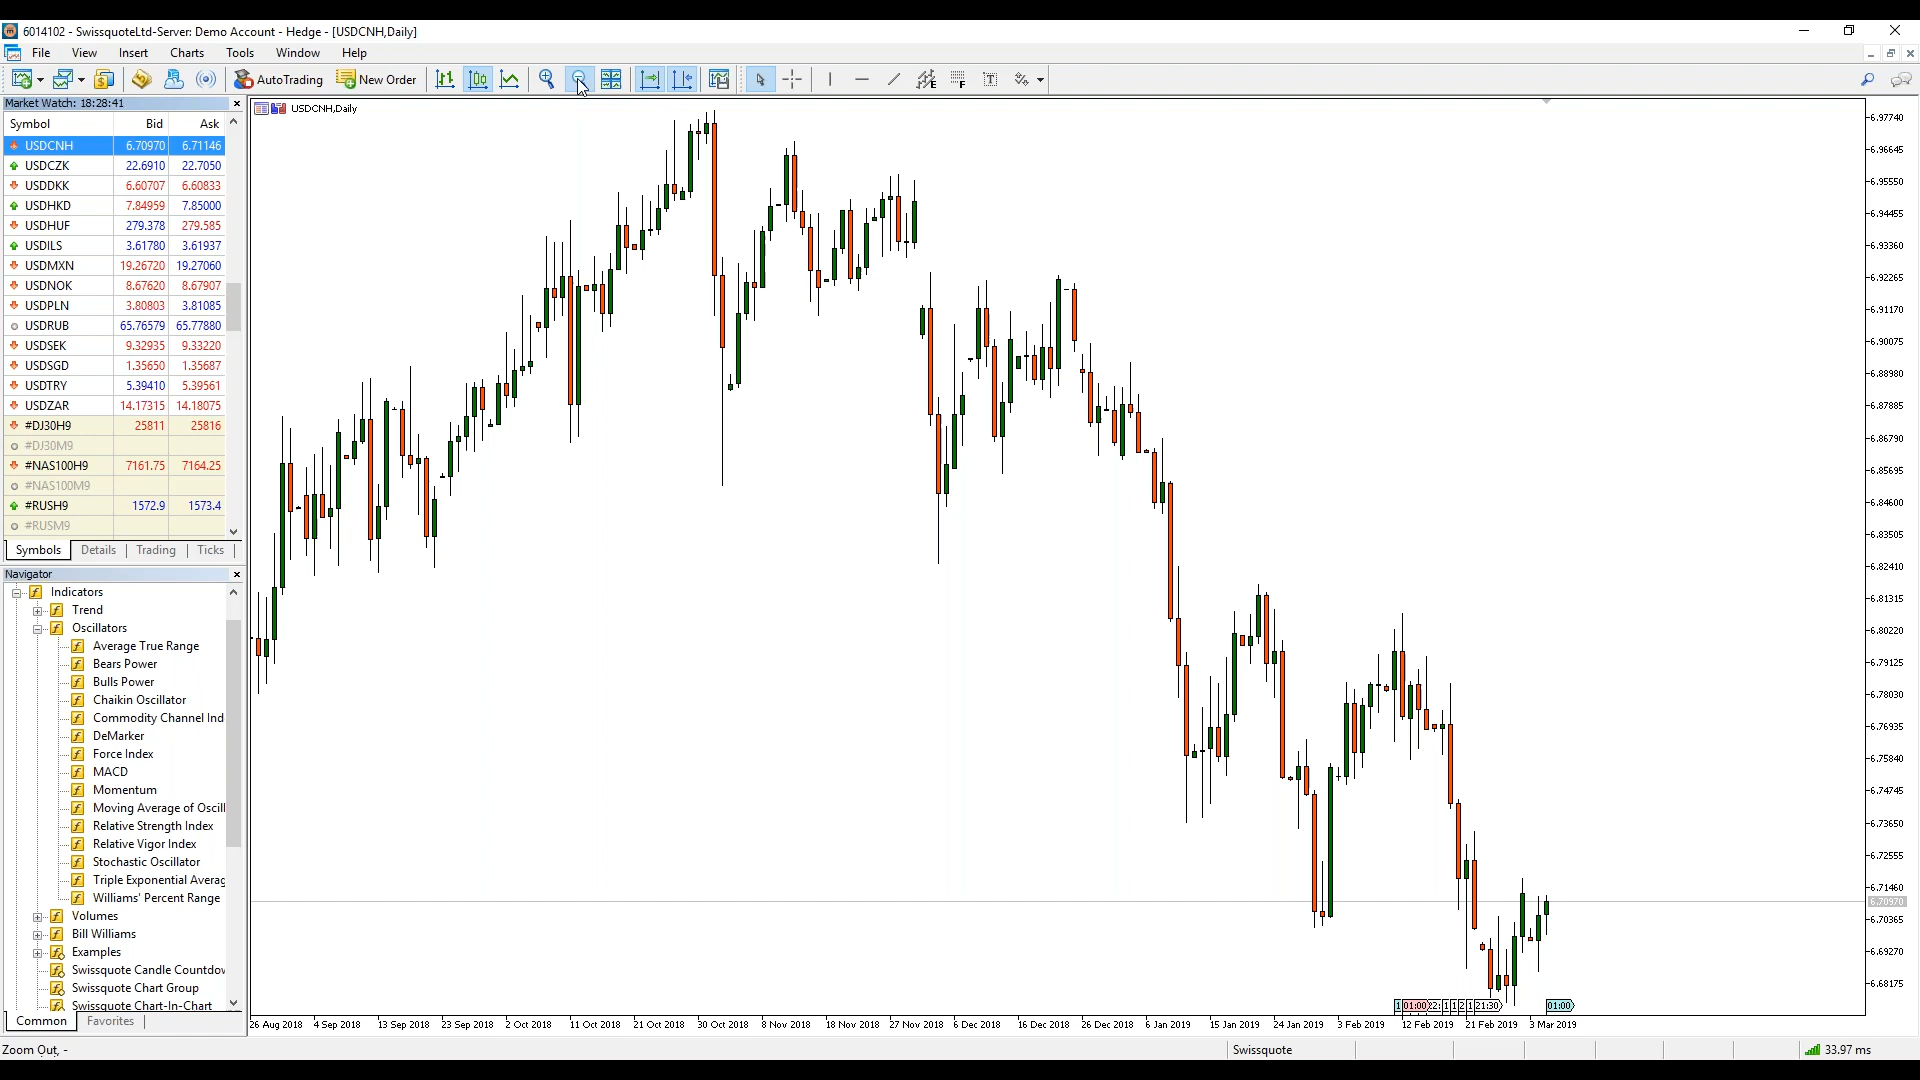 6014102 - SwissquoteLtd-Server: Demo Account - Hedge - [USDCNH,Daily]
File View Insert Charts Tools Window Help
AutoTrading New Order
Market Watch: 18:28:41
Symbol Bid Ask
USDCNH 6.70970 6.71146
USDCZK 22.6910 22.7050
USDDKK 6.60707 6.60833
USDHKD 7.84959 7.85000
USDHUF 279.378 279.585
USDILS 3.61780 3.61937
USDMXN 19.26720 19.27060
USDNOK 8.67620 8.67907
USDPLN 3.80803 3.81085
USDRUB 65.76579 65.77880
USDSEK 9.32935 9.33220
USDSGD 1.35650 1.35687
USDTRY 5.39410 5.39561
USDZAR 14.17315 14.18075
#DJ30H9 25811 25816
#DJ30M9
#NAS100H9 7161.75 7164.25
#NAS100M9
#RUSH9 1572.9 1573.4
#RUSM9
Symbols Details Trading Ticks
Navigator
Indicators
Trend
Oscillators
Average True Range
Bears Power
Bulls Power
Chaikin Oscillator
Commodity Channel Ind
DeMarker
Force Index
MACD
Momentum
Moving Average of Oscill
Relative Strength Index
Relative Vigor Index
Stochastic Oscillator
Triple Exponential Averag
Williams' Percent Range
Volumes
Bill Williams
Examples
Swissquote Candle Countdow
Swissquote Chart Group
Swissquote Chart-In-Chart
Common Favorites
USDCNH,Daily
6.97740
6.96645
6.95550
6.94455
6.93360
6.92265
6.91170
6.90075
6.88980
6.87885
6.86790
6.85695
6.84600
6.83505
6.82410
6.81315
6.80220
6.79125
6.78030
6.76935
6.75840
6.74745
6.73650
6.72555
6.71460
6.70970
6.70365
6.69270
6.68175
01:00 21:30 01:00
26 Aug 2018 4 Sep 2018 13 Sep 2018 23 Sep 2018 2 Oct 2018 11 Oct 2018 21 Oct 2018 30 Oct 2018 8 Nov 2018 18 Nov 2018 27 Nov 2018 6 Dec 2018 16 Dec 2018 26 Dec 2018 6 Jan 2019 15 Jan 2019 24 Jan 2019 3 Feb 2019 12 Feb 2019 21 Feb 2019 3 Mar 2019
Zoom Out, - Swissquote 33.97 ms